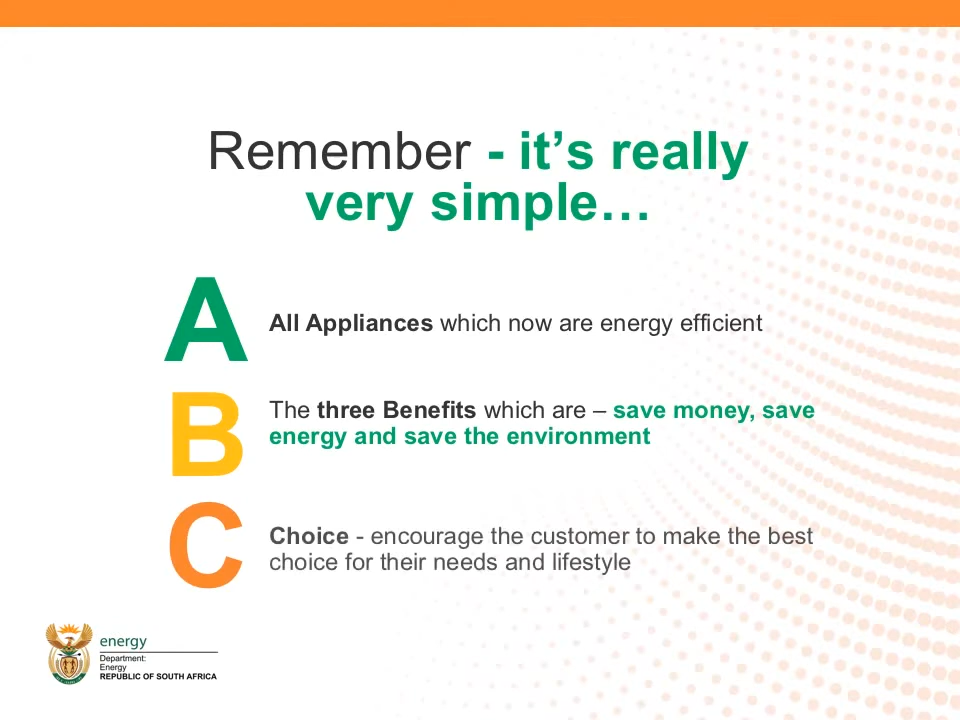 Remember - it’s really
very simple…
A
All Appliances which now are energy efficient
B
The three Benefits which are – save money, save
energy and save the environment
C
Choice - encourage the customer to make the best
choice for their needs and lifestyle
energy
Department:
Energy
REPUBLIC OF SOUTH AFRICA